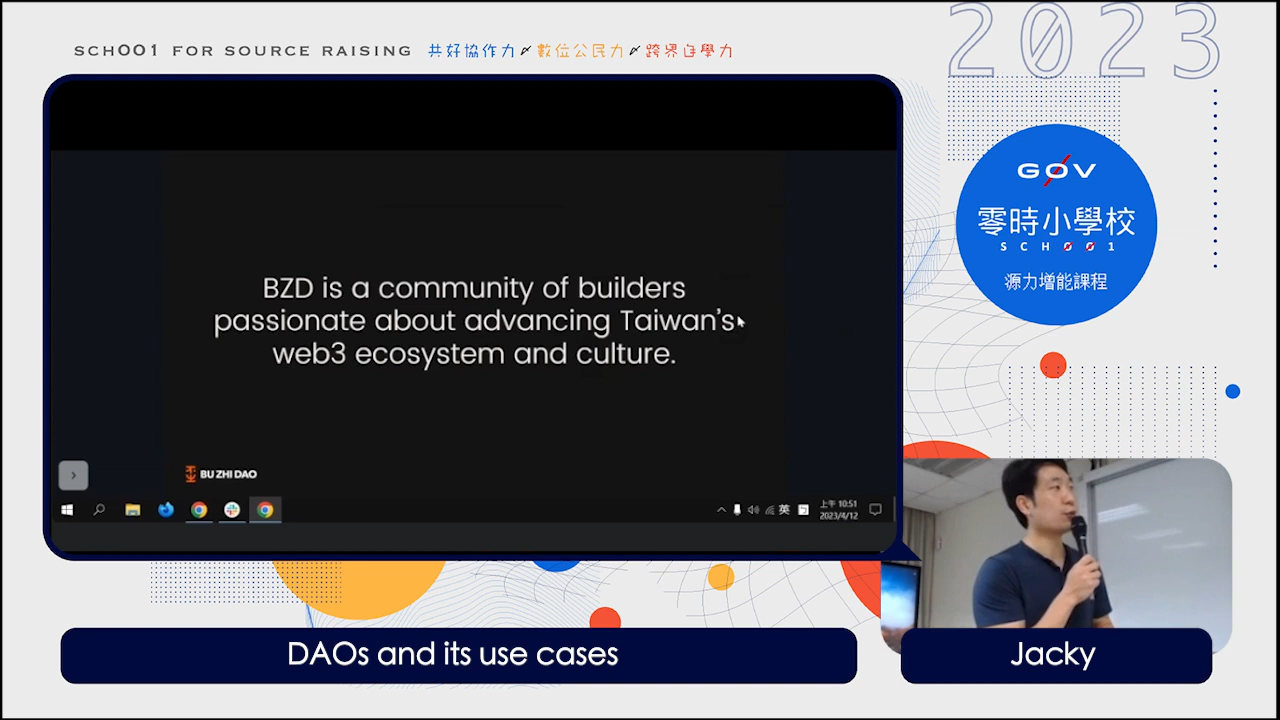 2023
SCH001 FOR SOURCE RAISING 共好協作力 數位公民力 跨界自學力
G0V
零時小學校
SCH001
源力增能課程
BZD is a community of builders
passionate about advancing Taiwan's
web3 ecosystem and culture.
BU ZHI DAO
英
上午 10:51
2023/4/12
DAOs and its use cases
Jacky